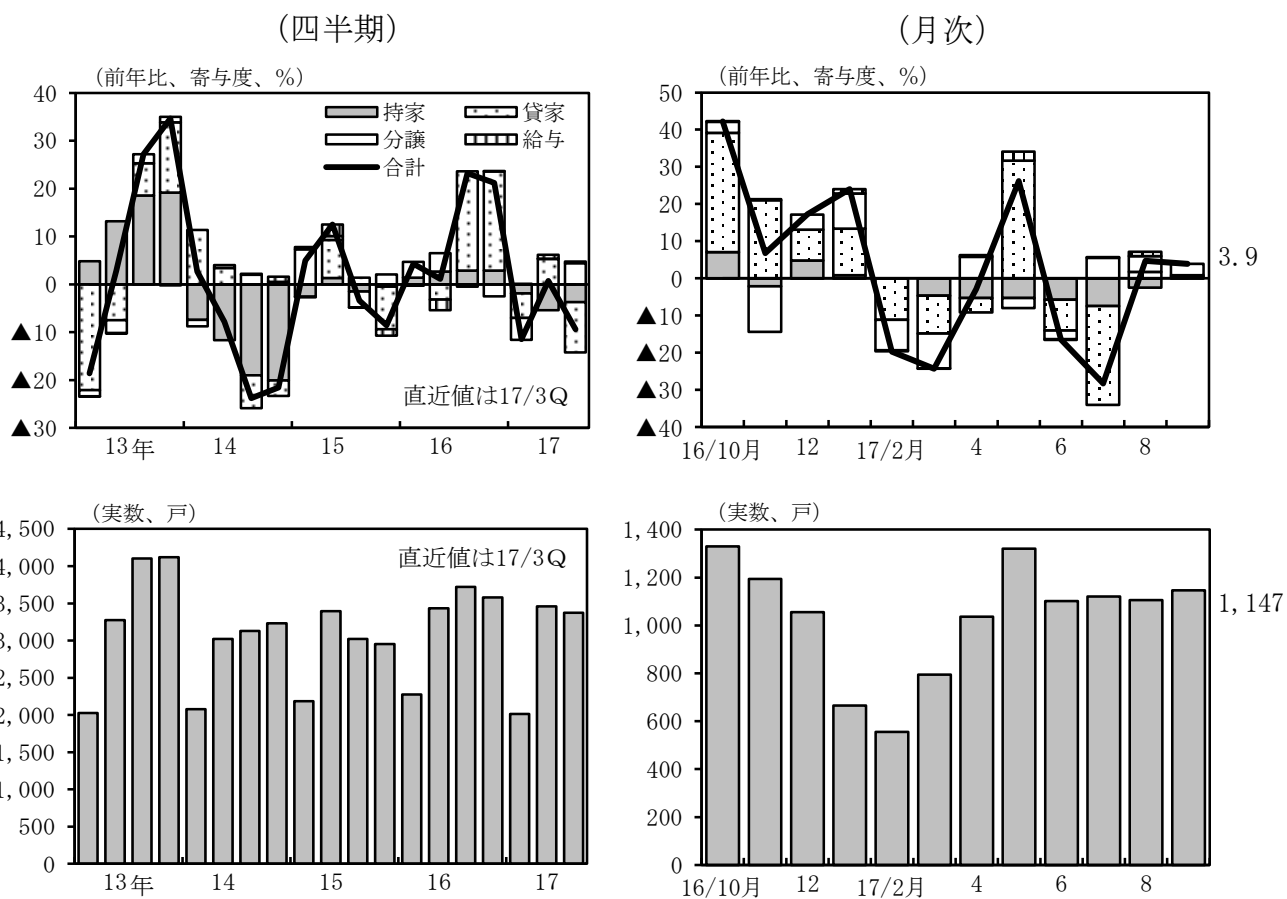 (四半期)
(前年比、寄与度、%)
40
30
20
10
0
▲ 10
▲ 20
▲ 30
持家
貸家
分譲
給与
合計
直近値は17/3Q
13年
14
15
16
17
(月次)
(前年比、寄与度、%)
50
40
30
20
10
0
▲ 10
▲ 20
▲ 30
▲ 40
3.9
16/10月
12
17/2月
4
6
8
(実数、戸)
4,500
4,000
3,500
3,000
2,500
2,000
1,500
1,000
500
0
直近値は17/3Q
13年
14
15
16
17
(実数、戸)
1,400
1,200
1,000
800
600
400
200
0
1,147
16/10月
12
17/2月
4
6
8